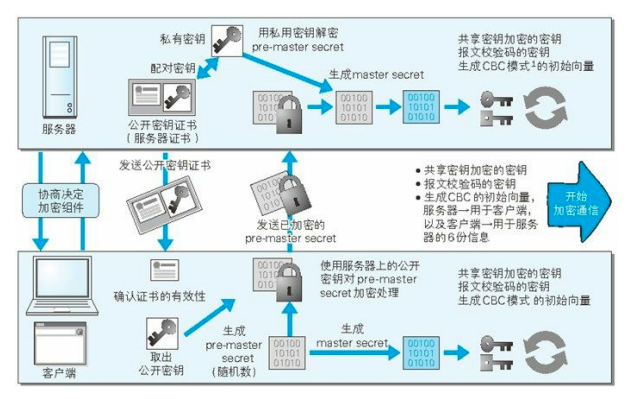 私有密钥
用私用密钥解密
pre-master secret
共享密钥加密的密钥
报文校验码的密钥
生成CBC模式1的初始向量
配对密钥
生成master secret
00100
10101
01010
00100
10101
01010
00100
10101
01010
服务器
公开密钥证书
(服务器证书)
发送公开密钥证书
协商决定
加密组件
00100
10101
01010
发送已加密的
pre-master secret
•共享密钥加密的密钥
•报文校验码的密钥
•生成CBC的初始向量,
服务器→用于客户端,
以及客户端→用于服务
器的6份信息
开始
加密通信
确认证书的有效性
00100
10101
01010
使用服务器上的公开
密钥对pre-master
secret加密处理
共享密钥加密的密钥
报文校验码的密钥
生成CBC模式 的初始向量
取出
公开密钥
生成
pre-master
secret
(随机数)
00100
10101
01010
生成
master secret
00100
10101
01010
客户端